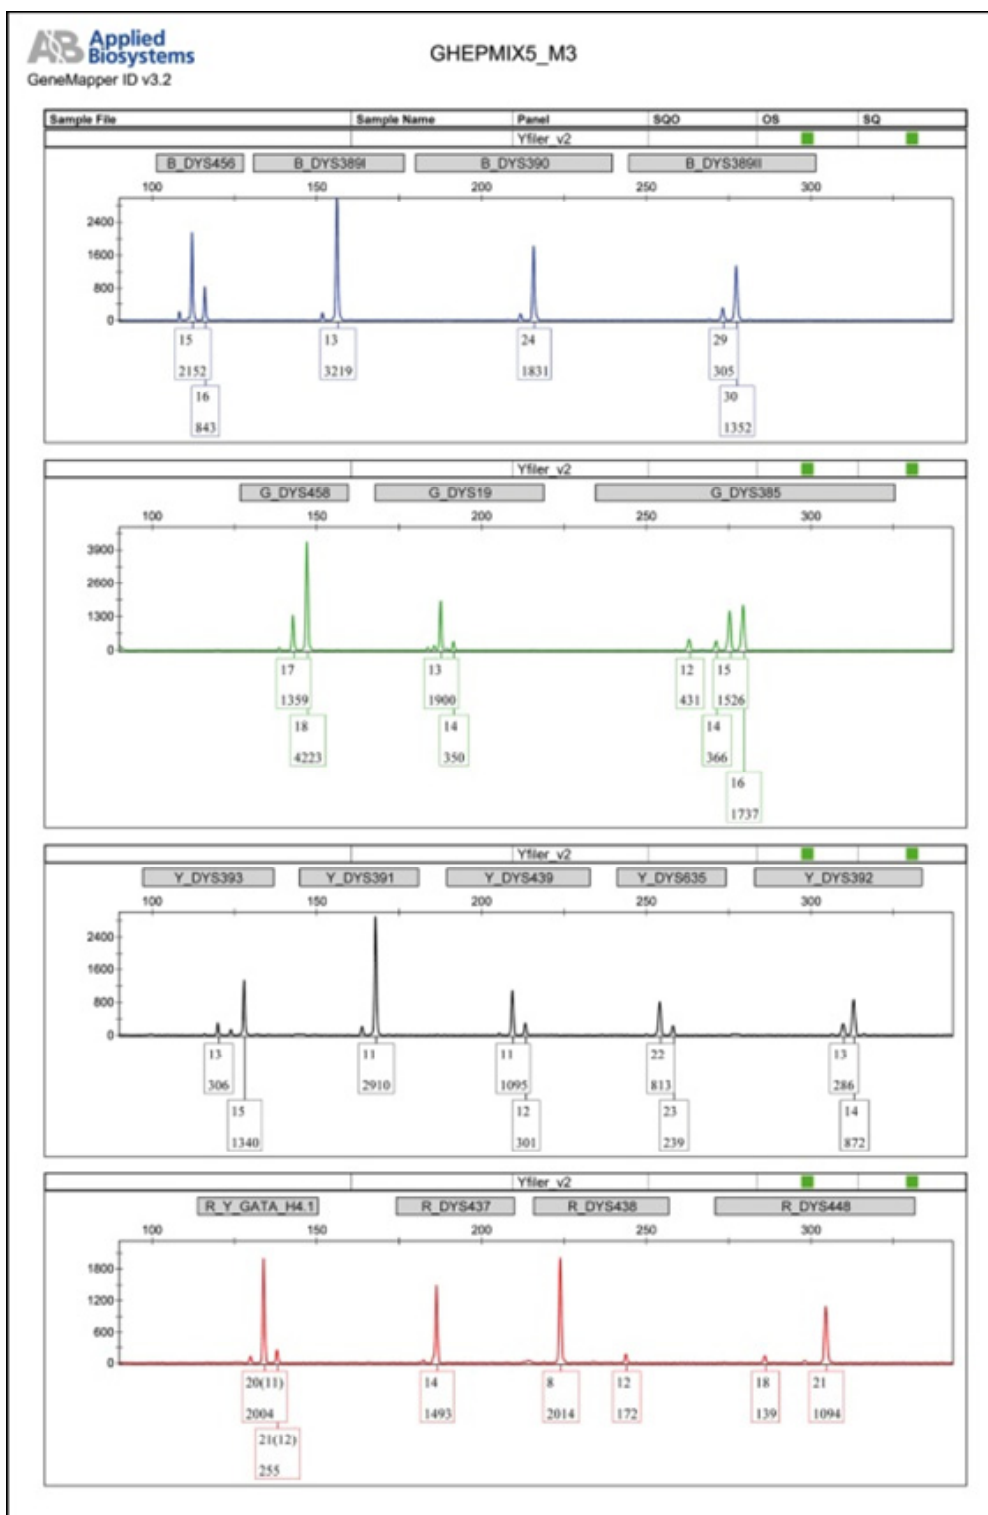 AB Applied
Biosystems
GeneMapper ID v3.2
GHEPMIX5_M3
Sample File Sample Name Panel SQO OS SQ
Yfiler_v2
B_DYS456 B_DYS389I B_DYS390 B_DYS389II
100 150 200 250 300
2400
1600
800
0
15 13 24 29
2152 3219 1831 305
16 30
843 1352
Yfiler_v2
G_DYS458 G_DYS19 G_DYS385
100 150 200 250 300
3900
2600
1300
0
17 13 12 15
1359 1900 431 1526
18 14 14
4223 350 366
16
1737
Yfiler_v2
Y_DYS393 Y_DYS391 Y_DYS439 Y_DYS635 Y_DYS392
100 150 200 250 300
2400
1600
800
0
13 11 11 22 13
306 2910 1095 813 286
15 12 23 14
1340 301 239 872
Yfiler_v2
R_Y_GATA_H4.1 R_DYS437 R_DYS438 R_DYS448
100 150 200 250 300
1800
1200
600
0
20(11) 14 8 12 18 21
2004 1493 2014 172 139 1094
21(12)
255